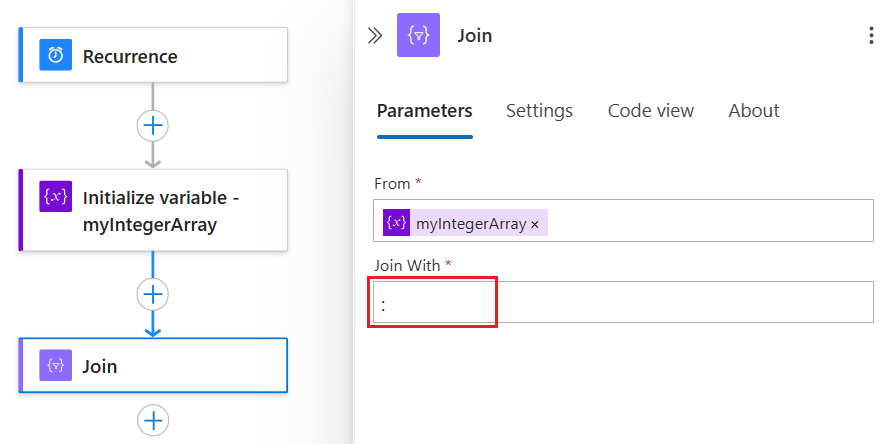 Recurrence
Initialize variable -
myIntegerArray
Join
Join
Parameters Settings Code view About
From *
{x} myIntegerArray ×
Join With *
: